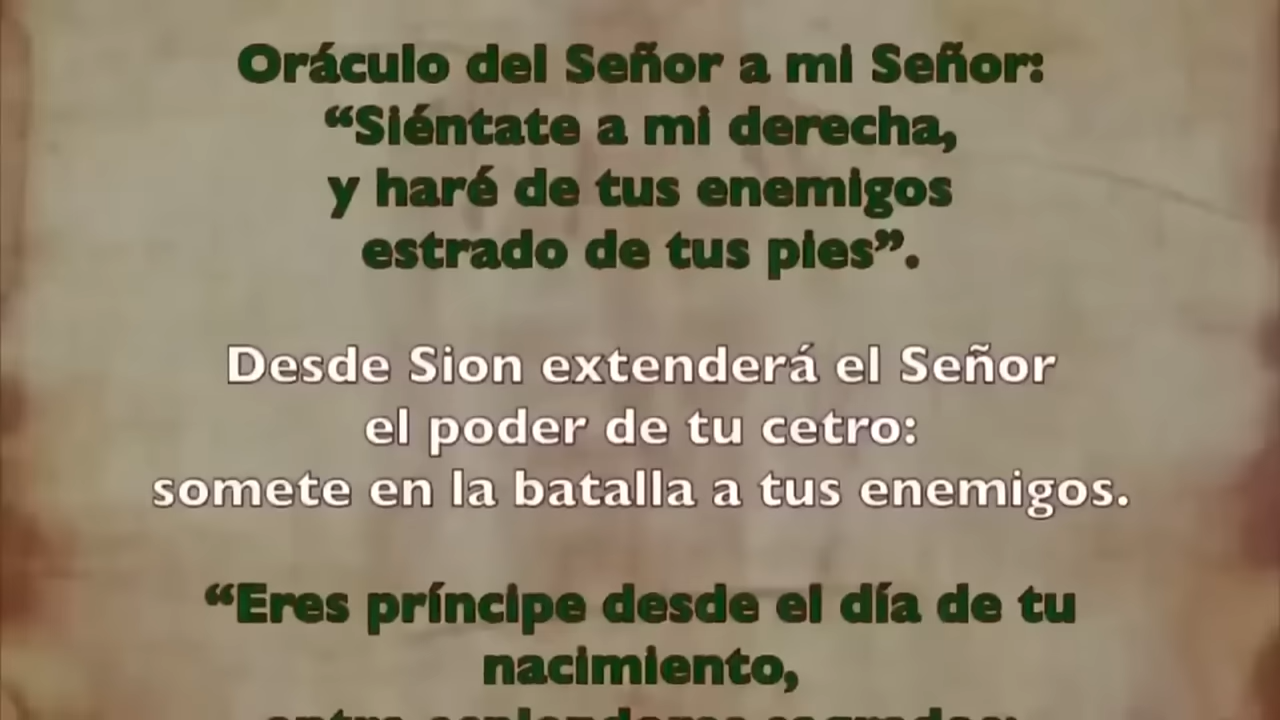 Oráculo del Señor a mi Señor:
“Siéntate a mi derecha,
y haré de tus enemigos
estrado de tus pies”.
Desde Sion extenderá el Señor
el poder de tu cetro:
somete en la batalla a tus enemigos.
“Eres príncipe desde el día de tu
nacimiento,